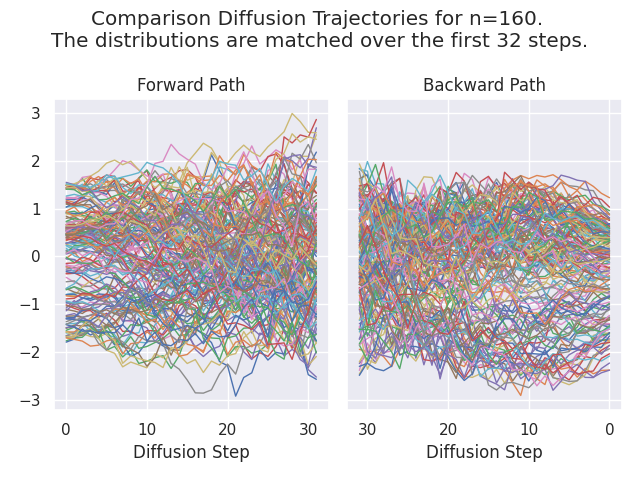 Comparison Diffusion Trajectories for n=160.
The distributions are matched over the first 32 steps.
Forward Path
Backward Path
3
2
1
0
−1
−2
−3
0 10 20 30
30 20 10 0
Diffusion Step
Diffusion Step